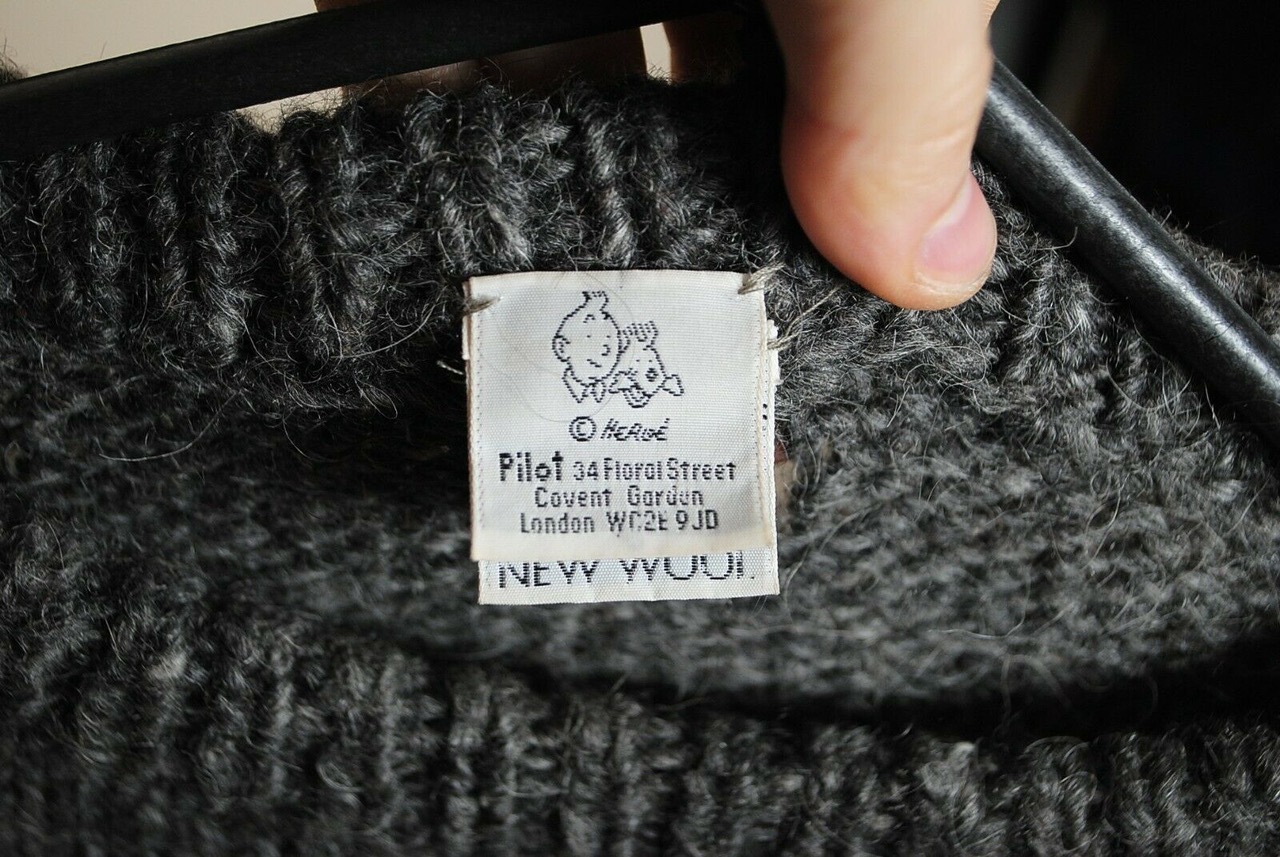 © HERGÉ
Pilot 34 Floral Street
Covent Garden
London WC2E 9JD
NEW WOOL